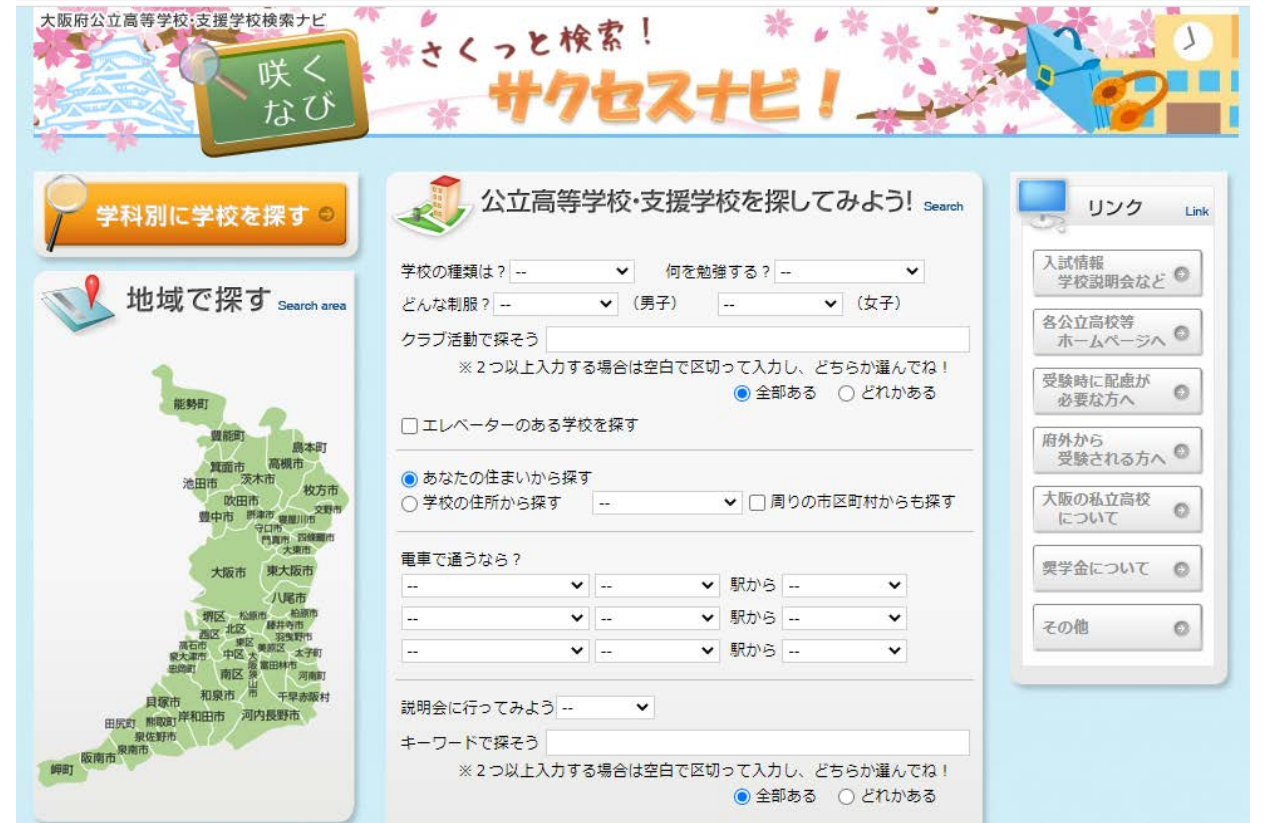 大阪府公立高等学校・支援学校検索ナビ
咲く
なび
さくっと検索！
サクセスナビ！
学科別に学校を探す
地域で探す Search area
能勢町
豊能町
島本町
箕面市
高槻市
池田市
茨木市
枚方市
吹田市
豊中市
摂津市
寝屋川市
交野市
守口市
門真市
四條畷市
大東市
大阪市
東大阪市
八尾市
堺区
松原市
柏原市
西区
北区
藤井寺市
高石市
東区
羽曳野市
泉大津市
中区
美原区
太子町
忠岡町
南区
大阪狭山市
富田林市
河南町
貝塚市
和泉市
千早赤阪村
田尻町
熊取町
岸和田市
河内長野市
泉佐野市
泉南市
阪南市
岬町
公立高等学校・支援学校を探してみよう! Search
学校の種類は？ -- 何を勉強する？ --
どんな制服？ -- （男子） -- （女子）
クラブ活動で探そう
※２つ以上入力する場合は空白で区切って入力し、どちらか選んでね！
全部ある どれかある
エレベーターのある学校を探す
あなたの住まいから探す
学校の住所から探す -- 周りの市区町村からも探す
電車で通うなら？
-- -- 駅から --
-- -- 駅から --
-- -- 駅から --
説明会に行ってみよう --
キーワードで探そう
※２つ以上入力する場合は空白で区切って入力し、どちらか選んでね！
全部ある どれかある
リンク Link
入試情報
学校説明会など
各公立高校等
ホームページへ
受験時に配慮が
必要な方へ
府外から
受験される方へ
大阪の私立高校
について
奨学金について
その他